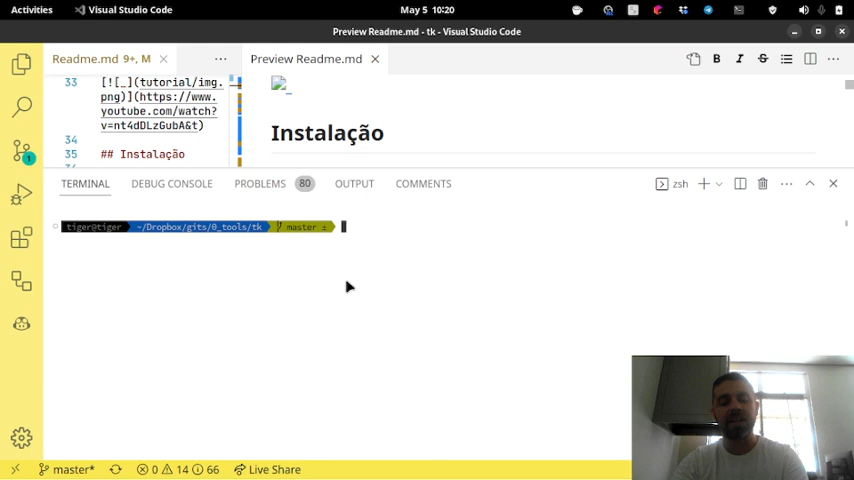 Activities
Visual Studio Code
May 5 10:20
Preview Readme.md - tk - Visual Studio Code
Readme.md 9+, M
Preview Readme.md
33 [![_](tutorial/img.
png)](https://www.
youtube.com/watch?
v=nt4dDLzGubA&t)
34
35 ## Instalação
Instalação
TERMINAL
DEBUG CONSOLE
PROBLEMS 80
OUTPUT
COMMENTS
zsh
tiger@tiger ~/Dropbox/gits/0_tools/tk master ±
1
master* 0 14 66 Live Share